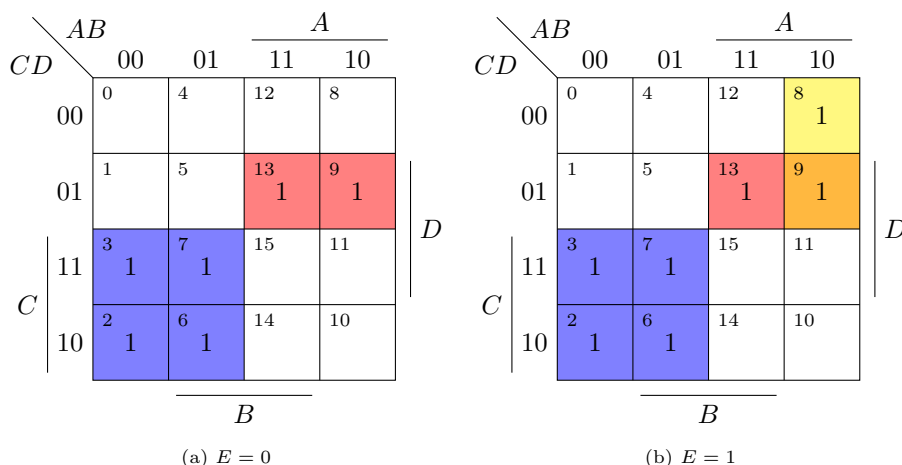 AB A AB A
CD 00 01 11 10 CD 00 01 11 10
0 4 12 8 0 4 12 8
00 00 1
1 5 13 9 1 5 13 9
01 1 1 D 01 1 1 D
3 7 15 11 3 7 15 11
C 11 1 1 C 11 1 1
2 6 14 10 2 6 14 10
10 1 1 10 1 1
B B
(a) E = 0 (b) E = 1